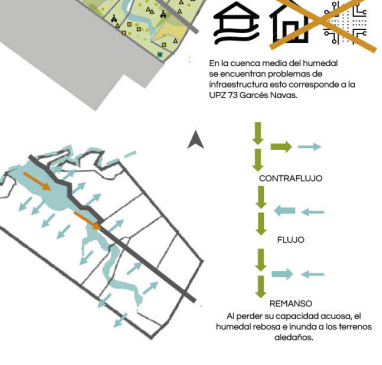 En la cuenca media del humedal
se encuentran problemas de
infraestructura esto corresponde a la
UPZ 73 Garcés Navas.
CONTRAFLUJO
FLUJO
REMANSO
Al perder su capacidad acuosa, el
humedal rebosa e inunda a los terrenos
aledaños.